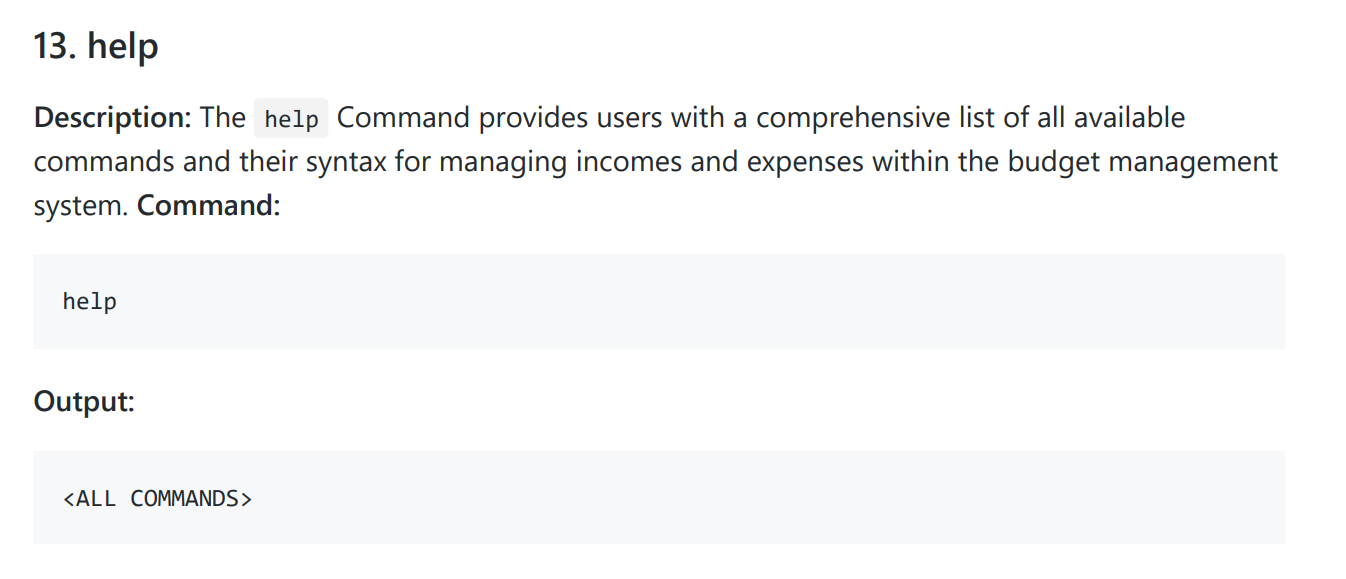 13. help
Description: The help Command provides users with a comprehensive list of all available
commands and their syntax for managing incomes and expenses within the budget management
system. Command:
help
Output:
<ALL COMMANDS>